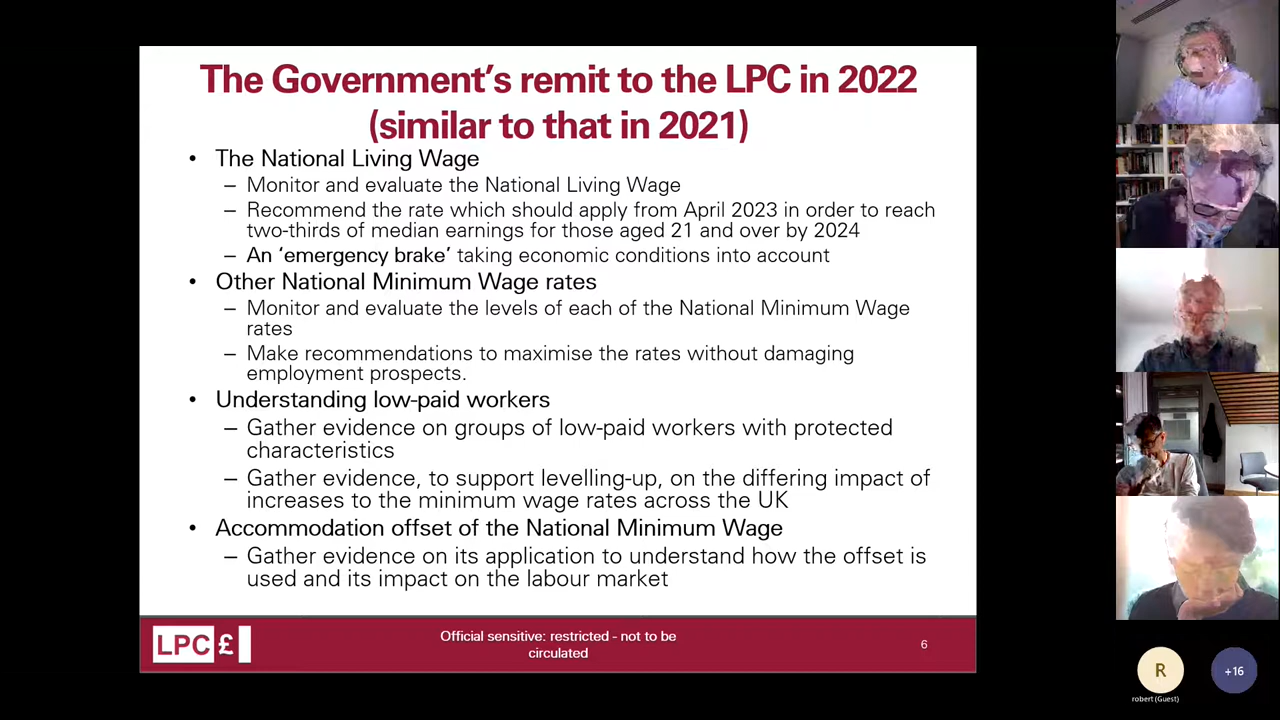 The Government’s remit to the LPC in 2022
(similar to that in 2021)
• The National Living Wage
– Monitor and evaluate the National Living Wage
– Recommend the rate which should apply from April 2023 in order to reach
two-thirds of median earnings for those aged 21 and over by 2024
– An ‘emergency brake’ taking economic conditions into account
• Other National Minimum Wage rates
– Monitor and evaluate the levels of each of the National Minimum Wage
rates
– Make recommendations to maximise the rates without damaging
employment prospects.
• Understanding low-paid workers
– Gather evidence on groups of low-paid workers with protected
characteristics
– Gather evidence, to support levelling-up, on the differing impact of
increases to the minimum wage rates across the UK
• Accommodation offset of the National Minimum Wage
– Gather evidence on its application to understand how the offset is
used and its impact on the labour market
LPC £
Official sensitive: restricted - not to be
circulated
6
R
+16
robert (Guest)